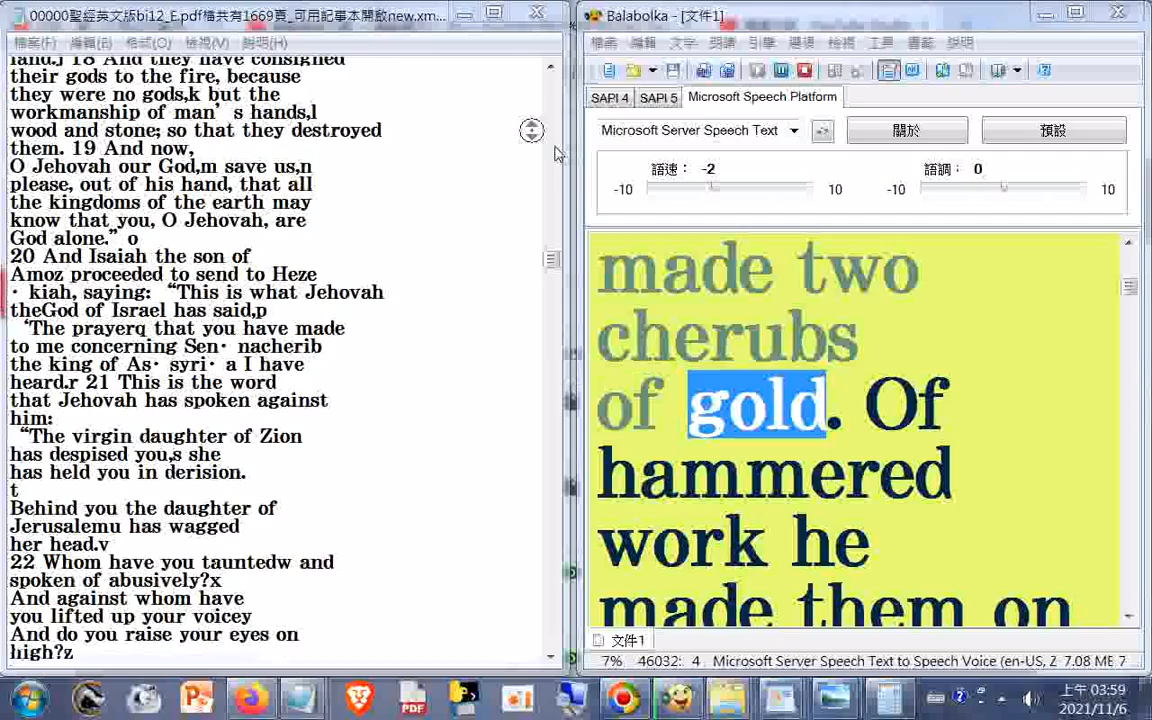 00000聖經英文版bi12_E.pdf檔共有1669頁_可用記事本開啟new.xm...
檔案(F) 編輯(E) 格式(O) 檢視(V) 說明(H)
land.j 18 And they have consigned
their gods to the fire, because
they were no gods,k but the
workmanship of man’s hands,l
wood and stone; so that they destroyed
them. 19 And now,
O Jehovah our God,m save us,n
please, out of his hand, that all
the kingdoms of the earth may
know that you, O Jehovah, are
God alone.” o
20 And Isaiah the son of
Amoz proceeded to send to Heze
· kiah, saying: “This is what Jehovah
theGod of Israel has said,p
‘The prayerq that you have made
to me concerning Sen· nacherib
the king of As· syri· a I have
heard.r 21 This is the word
that Jehovah has spoken against
him:
“The virgin daughter of Zion
has despised you,s she
has held you in derision.
t
Behind you the daughter of
Jerusalemu has wagged
her head.v
22 Whom have you tauntedw and
spoken of abusively?x
And against whom have
you lifted up your voicey
And do you raise your eyes on
high?z
Balabolka - [文件1]
檔案 編輯 文字 朗讀 引擎 選項 檢視 工具 書籤 說明
SAPI 4 SAPI 5 Microsoft Speech Platform
Microsoft Server Speech Text 關於 預設
語速： -2 語調： 0
-10 10 -10 10
made two
cherubs
of gold. Of
hammered
work he
made them on
文件1
7% 46032: 4 Microsoft Server Speech Text to Speech Voice (en-US, Z 7.08 ME 7
PDF
上午 03:59
2021/11/6